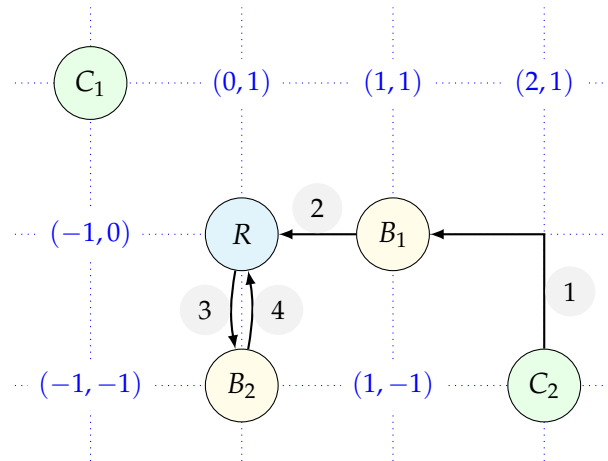 C₁ (0, 1) (1, 1) (2, 1)
2
(−1, 0) R B₁
1
3 4
(−1, −1) B₂ (1, −1) C₂